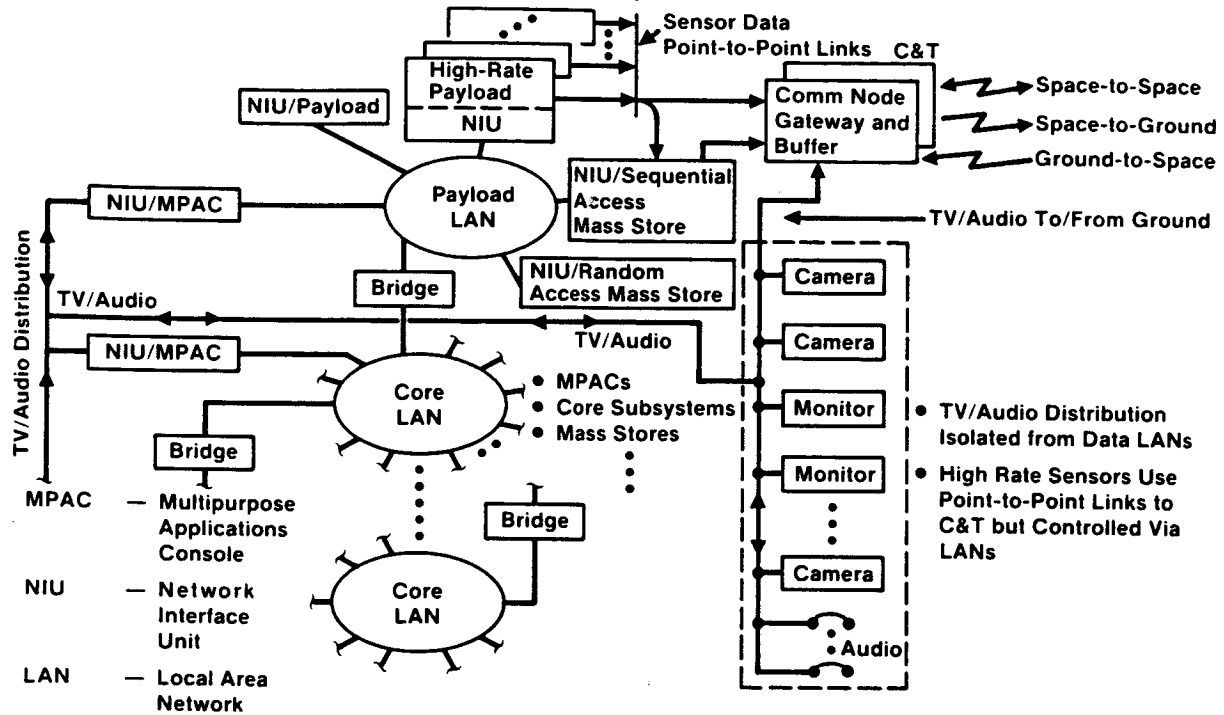 Sensor Data
Point-to-Point Links
C&T
High-Rate
Payload
NIU
NIU/Payload
Comm Node
Gateway and
Buffer
Space-to-Space
Space-to-Ground
Ground-to-Space
NIU/MPAC
Payload
LAN
NIU/Sequential
Access
Mass Store
TV/Audio To/From Ground
TV/Audio Distribution
Bridge
NIU/Random
Access Mass Store
Camera
TV/Audio
TV/Audio
NIU/MPAC
Camera
Core
LAN
• MPACs
• Core Subsystems
• Mass Stores
Monitor
• TV/Audio Distribution
Isolated from Data LANs
Bridge
Monitor
• High Rate Sensors Use
Point-to-Point Links to
C&T but Controlled Via
LANs
MPAC — Multipurpose
Applications
Console
Bridge
Camera
NIU — Network
Interface
Unit
Core
LAN
Audio
LAN — Local Area
Network